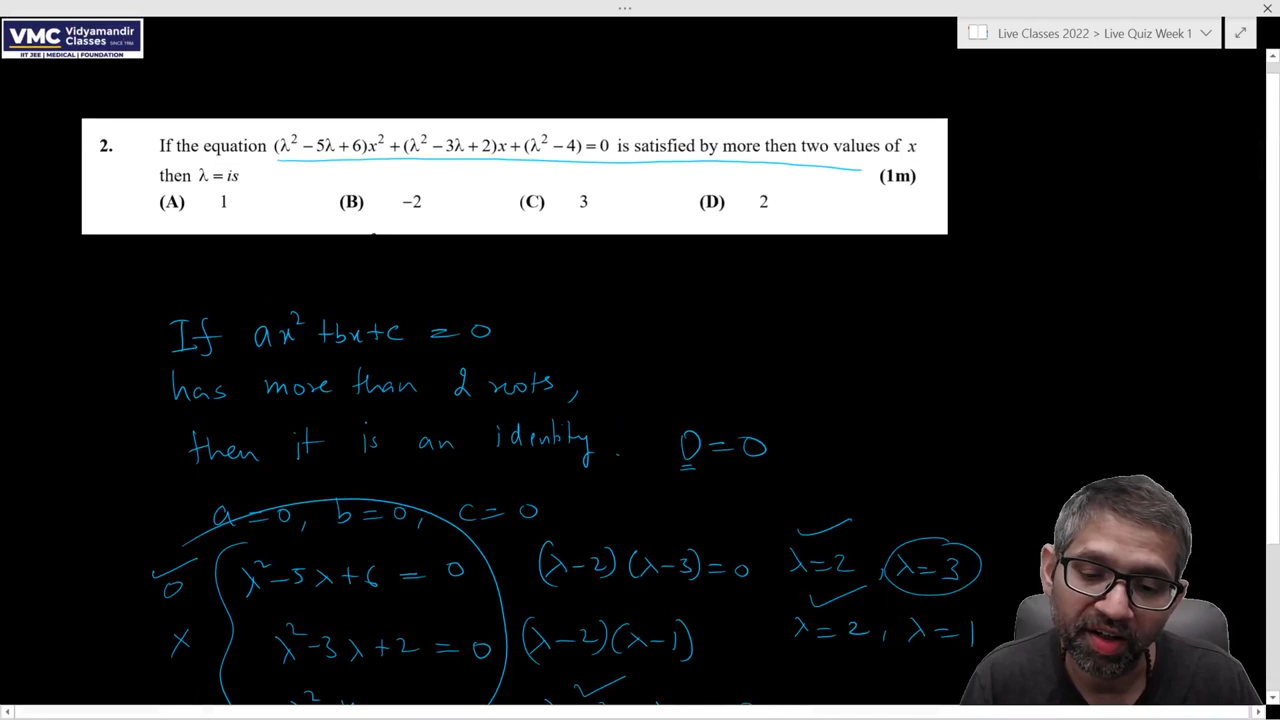 VMC Vidyamandir Classes SINCE 1986
IIT JEE | MEDICAL | FOUNDATION
Live Classes 2022 > Live Quiz Week 1
2. If the equation (λ² − 5λ + 6)x² + (λ² − 3λ + 2)x + (λ² − 4) = 0 is satisfied by more then two values of x
then λ = is (1m)
(A) 1 (B) −2 (C) 3 (D) 2
If ax² + bx + c = 0
has more than 2 roots,
then it is an identity. 0 = 0
a = 0, b = 0, c = 0
0 λ² − 5λ + 6 = 0 (λ − 2)(λ − 3) = 0 λ = 2, λ = 3
x λ² − 3λ + 2 = 0 (λ − 2)(λ − 1) λ = 2, λ = 1